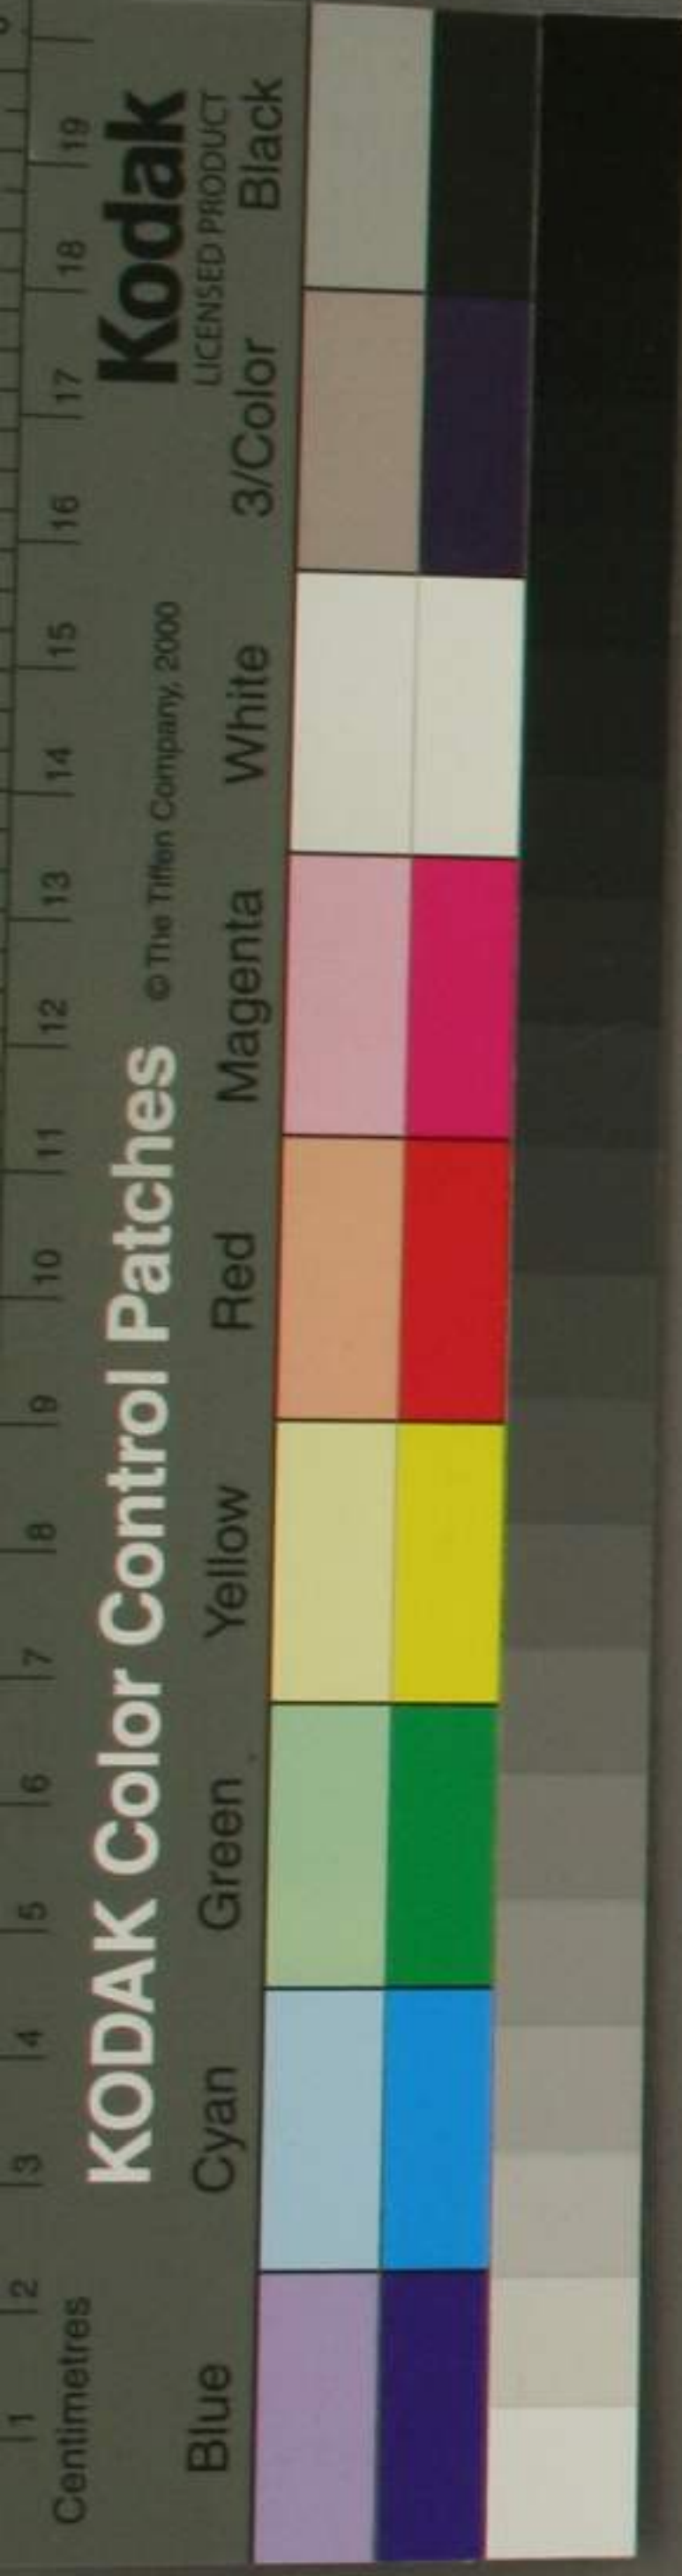 Centimetres
1 2 3 4 5 6 7 8 9 10 11 12 13 14 15 16 17 18 19
KODAK Color Control Patches © The Tiffen Company, 2000 Kodak
LICENSED PRODUCT
Blue Cyan Green Yellow Red Magenta White 3/Color Black